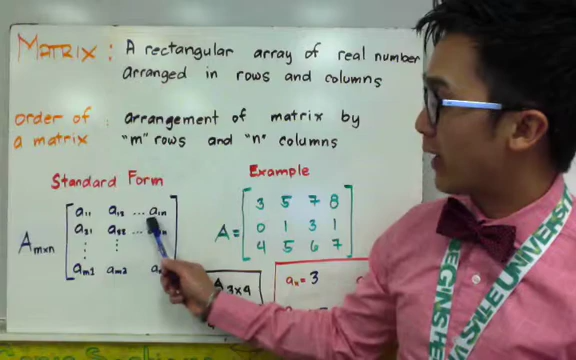 MATRIX : A rectangular array of real number
arranged in rows and columns
order of a matrix : arrangement of matrix by
"m" rows and "n" columns
Standard Form
Example
Amxn
a11 a12 ... a1n
a21 a22 ...
⋮ ⋮
am1 am2
A = [ 3 5 7 8
0 1 3 1
4 5 6 7 ]
A3x4
= 3
BEGINS HE